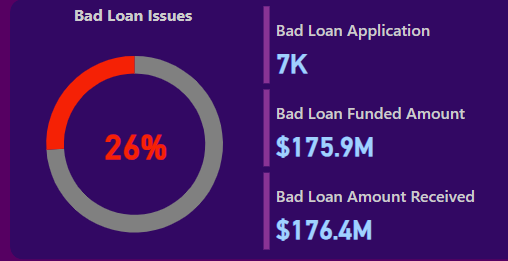 Bad Loan Issues
26%
Bad Loan Application
7K
Bad Loan Funded Amount
$175.9M
Bad Loan Amount Received
$176.4M